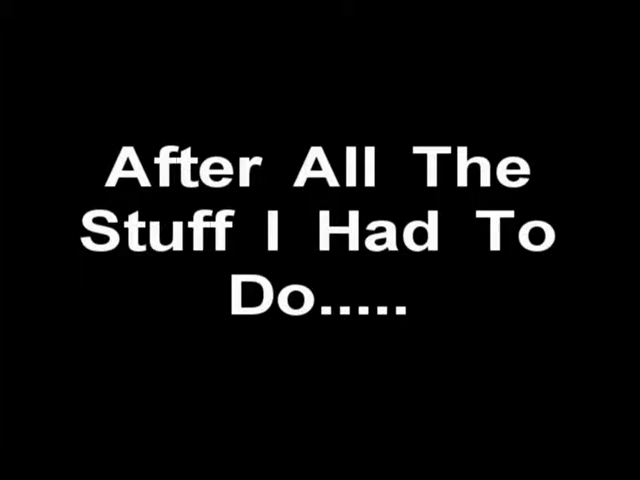 After All The
Stuff I Had To
Do.....